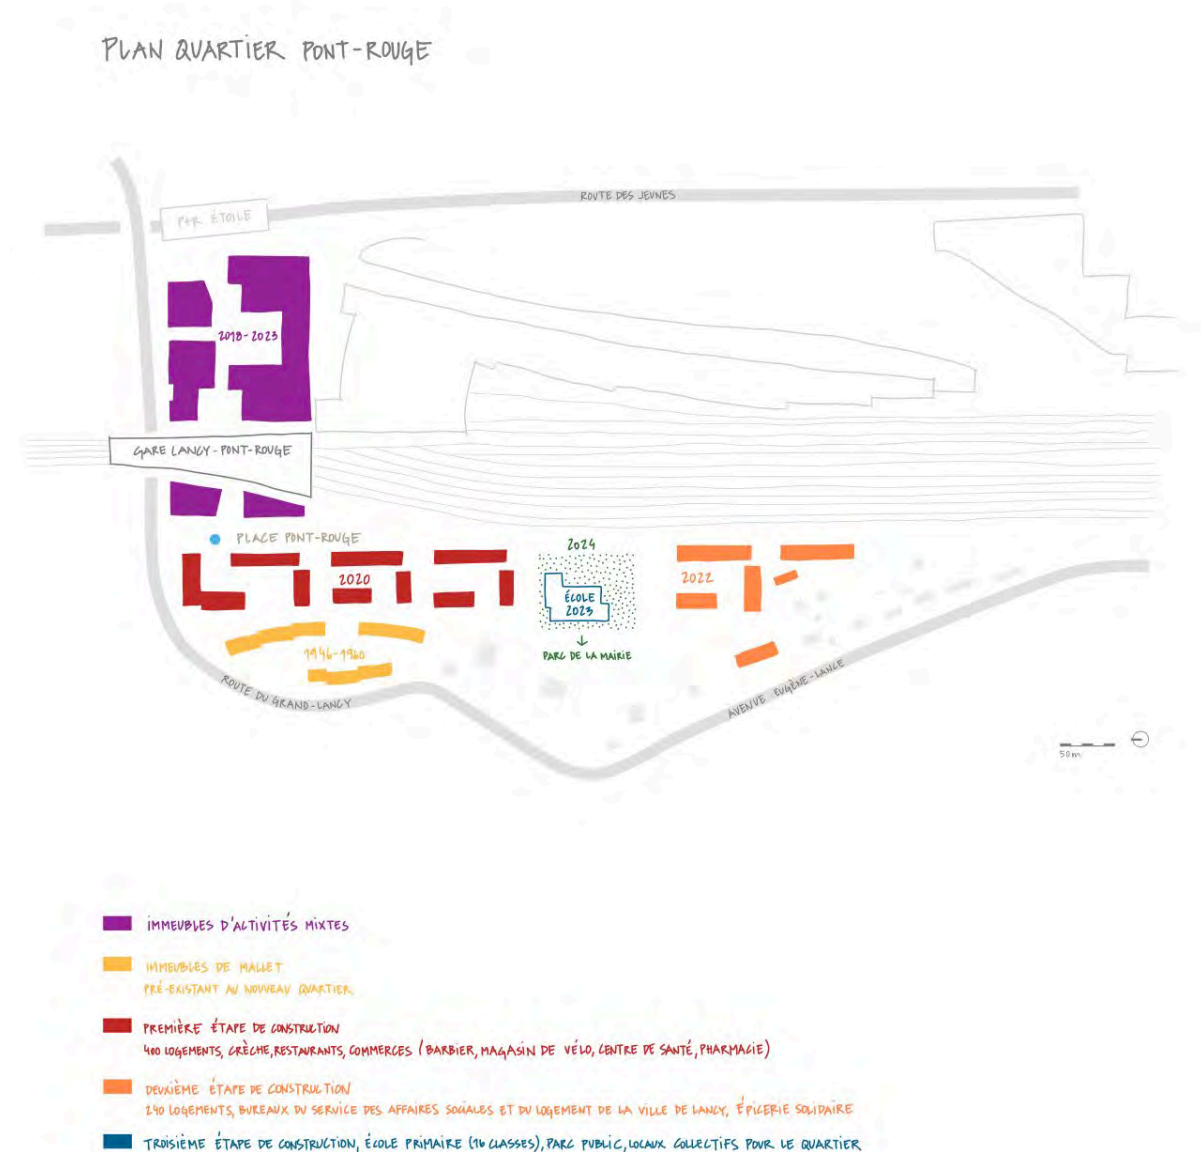 PLAN QUARTIER PONT-ROUGE
ROUTE DES JEUNES
P+R ÉTOILE
2018-2023
GARE LANCY-PONT-ROUGE
PLACE PONT-ROUGE
2024
2020
2022
ÉCOLE
2023
1946-1960
PARC DE LA MAIRIE
ROUTE DU GRAND-LANCY
AVENUE EUGÈNE-LANCE
50m
IMMEUBLES D'ACTIVITÉS MIXTES
IMMEUBLES DE MALLET
PRÉ-EXISTANT AU NOUVEAU QUARTIER
PREMIÈRE ÉTAPE DE CONSTRUCTION
400 LOGEMENTS, CRÈCHE, RESTAURANTS, COMMERCES (BARBIER, MAGASIN DE VÉLO, CENTRE DE SANTÉ, PHARMACIE)
DEUXIÈME ÉTAPE DE CONSTRUCTION
240 LOGEMENTS, BUREAUX DU SERVICE DES AFFAIRES SOCIALES ET DU LOGEMENT DE LA VILLE DE LANCY, ÉPICERIE SOLIDAIRE
TROISIÈME ÉTAPE DE CONSTRUCTION, ÉCOLE PRIMAIRE (16 CLASSES), PARC PUBLIC, LOCAUX COLLECTIFS POUR LE QUARTIER